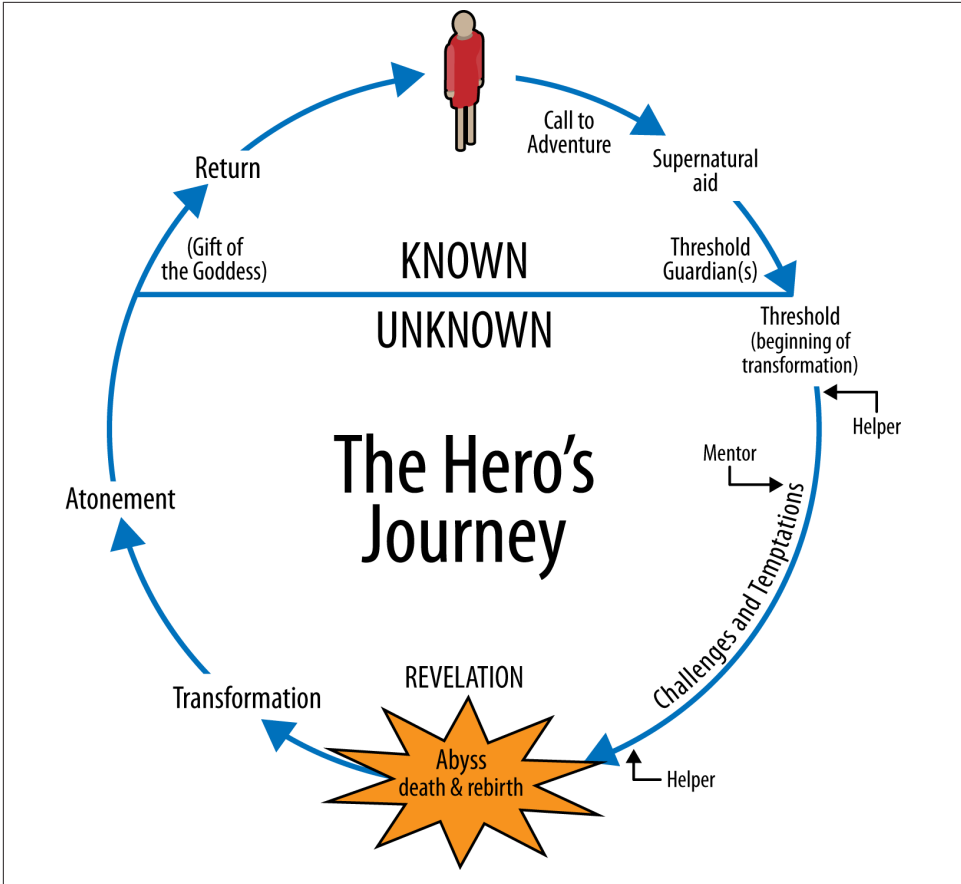 Call to
Adventure
Supernatural
aid
Return
(Gift of
the Goddess)
KNOWN
Threshold
Guardian(s)
UNKNOWN
Threshold
(beginning of
transformation)
Helper
The Hero's
Journey
Mentor
Challenges and Temptations
Atonement
REVELATION
Transformation
Abyss
death & rebirth
Helper